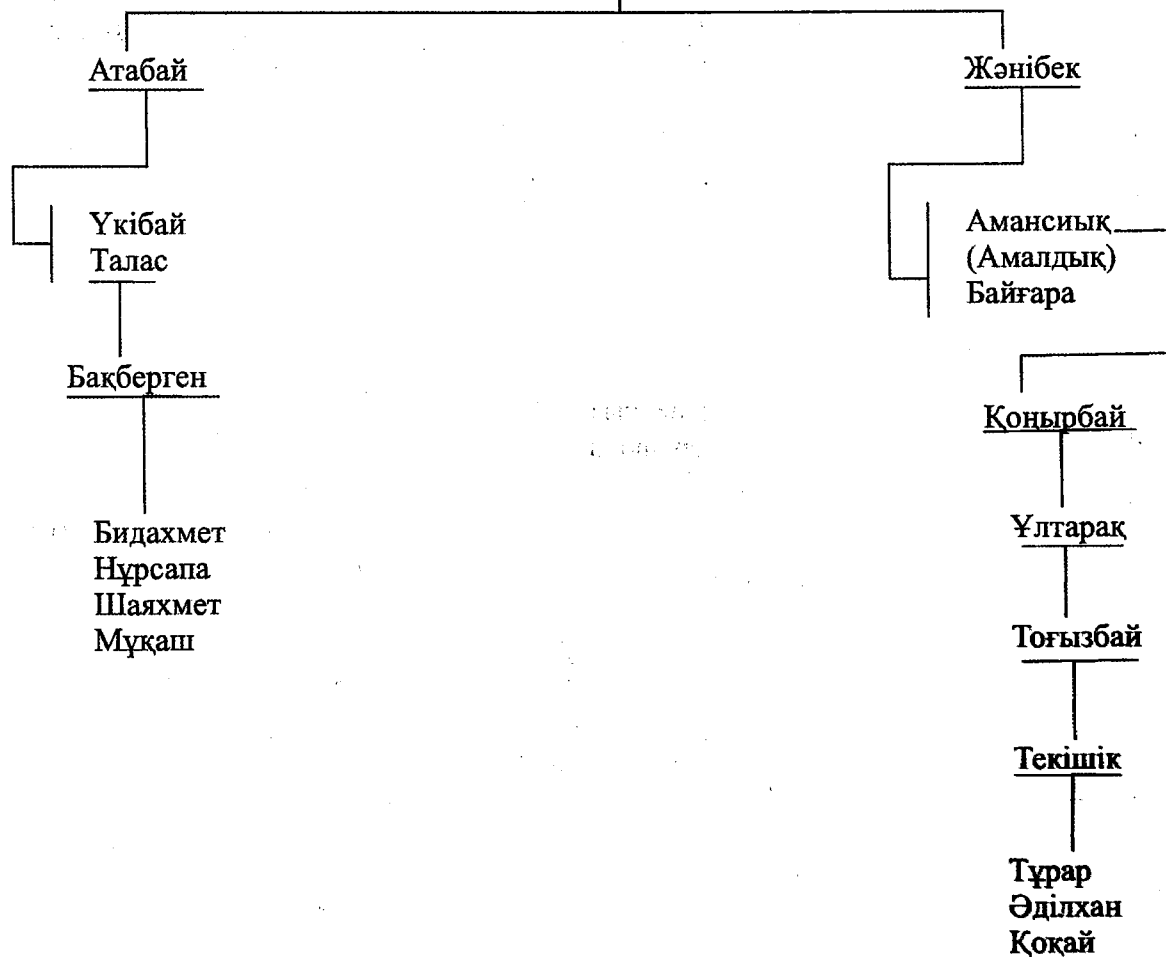 Атабай
Жәнібек
Үкібай
Талас
Амансиық
(Амалдық)
Байғара
Бақберген
Қоңырбай
Бидахмет
Нұрсапа
Шаяхмет
Мұқаш
Ұлтарақ
Тоғызбай
Текішік
Тұрар
Әділхан
Қоқай